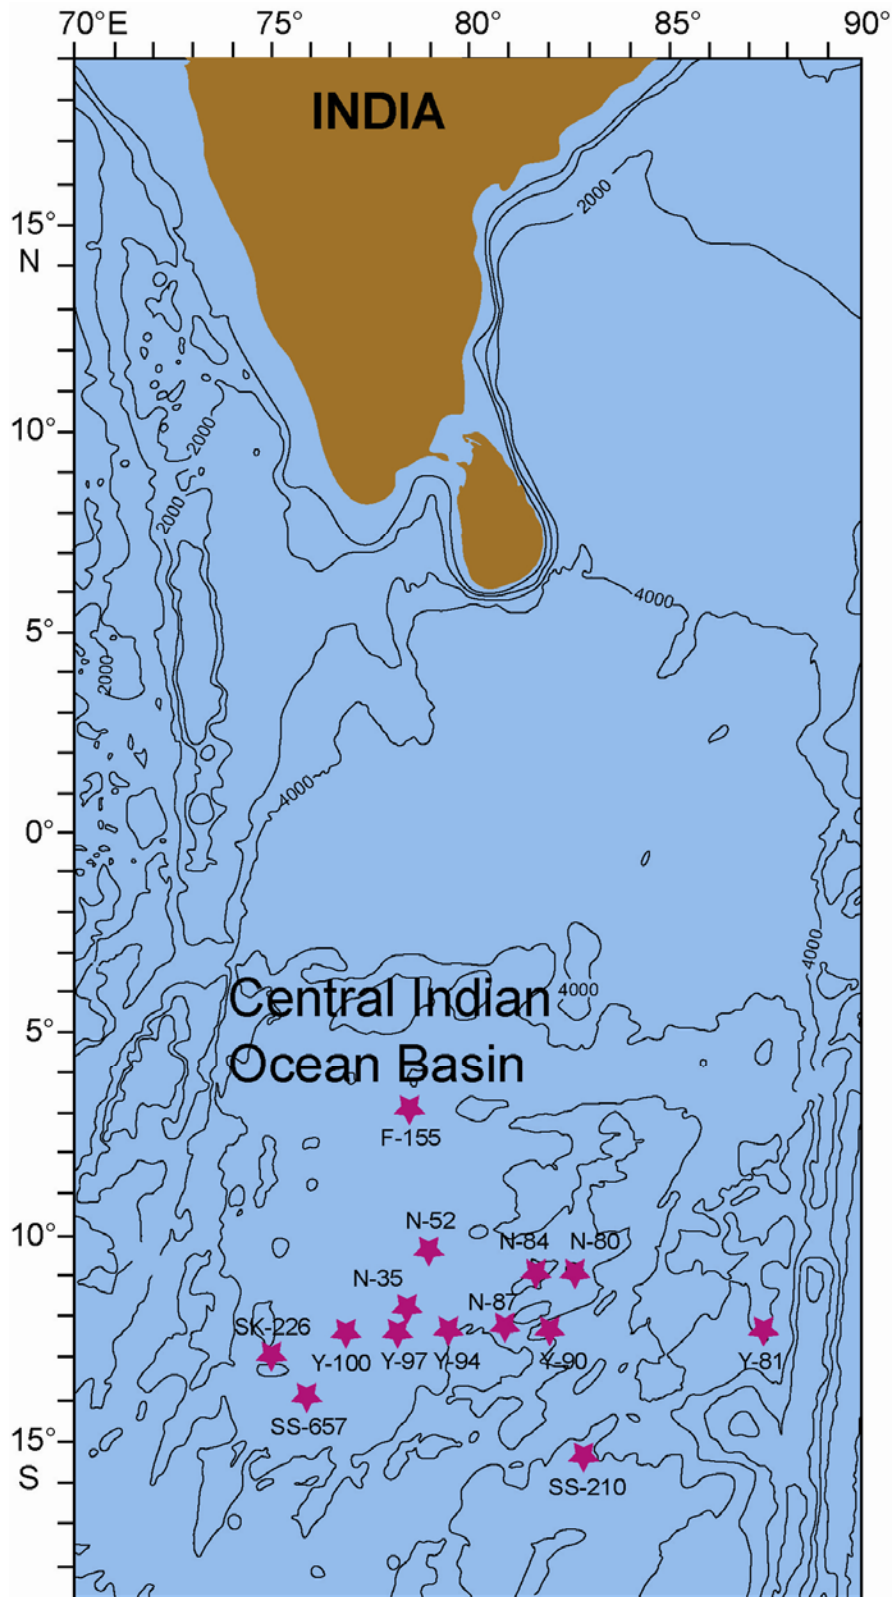 70°E 75° 80° 85° 90°
INDIA
2000
15°
N
10°
2000
2000
4000
5°
2000
4000
0°
4000
4000
Central Indian
Ocean Basin
5°
F-155
N-52
10°
N-84 N-80
N-35
N-87
SK-226
Y-100 Y-97 Y-94 Y-90 Y-81
SS-657
15°
S
SS-210